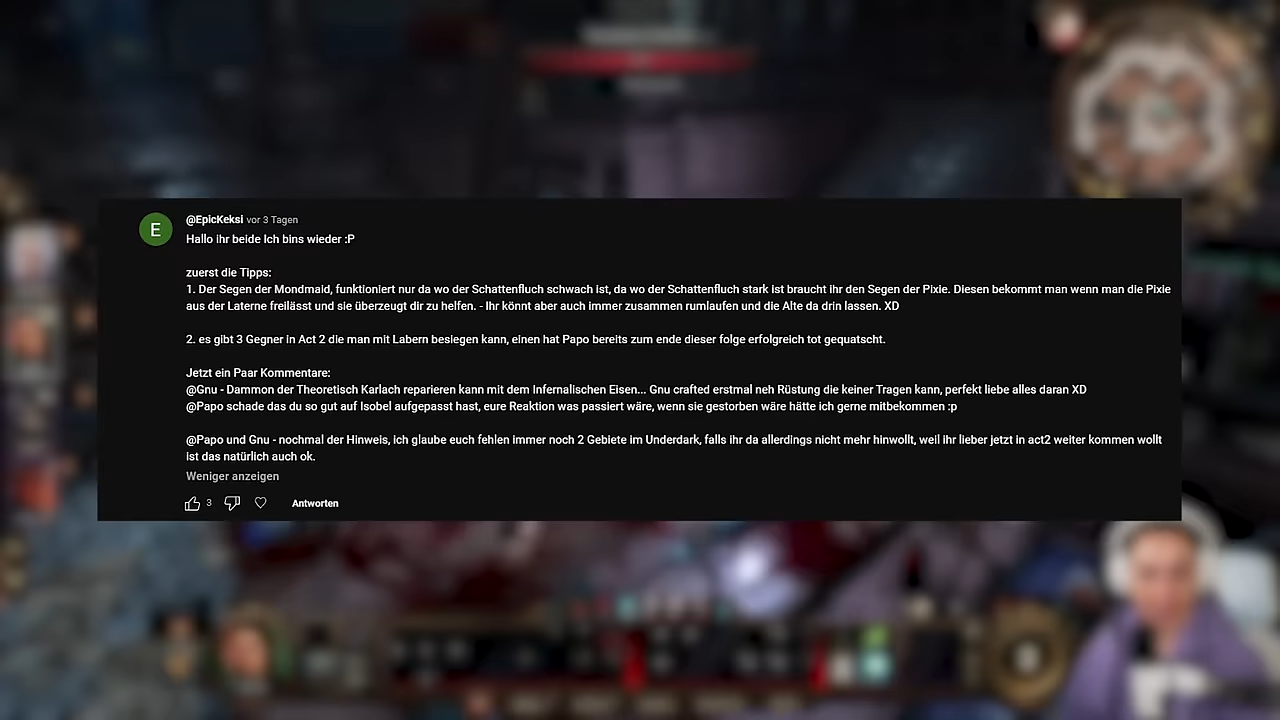 E
@EpicKeksi vor 3 Tagen
Hallo ihr beide Ich bins wieder :P
zuerst die Tipps:
1. Der Segen der Mondmaid, funktioniert nur da wo der Schattenfluch schwach ist, da wo der Schattenfluch stark ist braucht ihr den Segen der Pixie. Diesen bekommt man wenn man die Pixie
aus der Laterne freilässt und sie überzeugt dir zu helfen. - Ihr könnt aber auch immer zusammen rumlaufen und die Alte da drin lassen. XD
2. es gibt 3 Gegner in Act 2 die man mit Labern besiegen kann, einen hat Papo bereits zum ende dieser folge erfolgreich tot gequatscht.
Jetzt ein Paar Kommentare:
@Gnu - Dammon der Theoretisch Karlach reparieren kann mit dem Infernalischen Eisen... Gnu crafted erstmal neh Rüstung die keiner Tragen kann, perfekt liebe alles daran XD
@Papo schade das du so gut auf Isobel aufgepasst hast, eure Reaktion was passiert wäre, wenn sie gestorben wäre hätte ich gerne mitbekommen :p
@Papo und Gnu - nochmal der Hinweis, ich glaube euch fehlen immer noch 2 Gebiete im Underdark, falls ihr da allerdings nicht mehr hinwollt, weil ihr lieber jetzt in act2 weiter kommen wollt
ist das natürlich auch ok.
Weniger anzeigen
3 Antworten